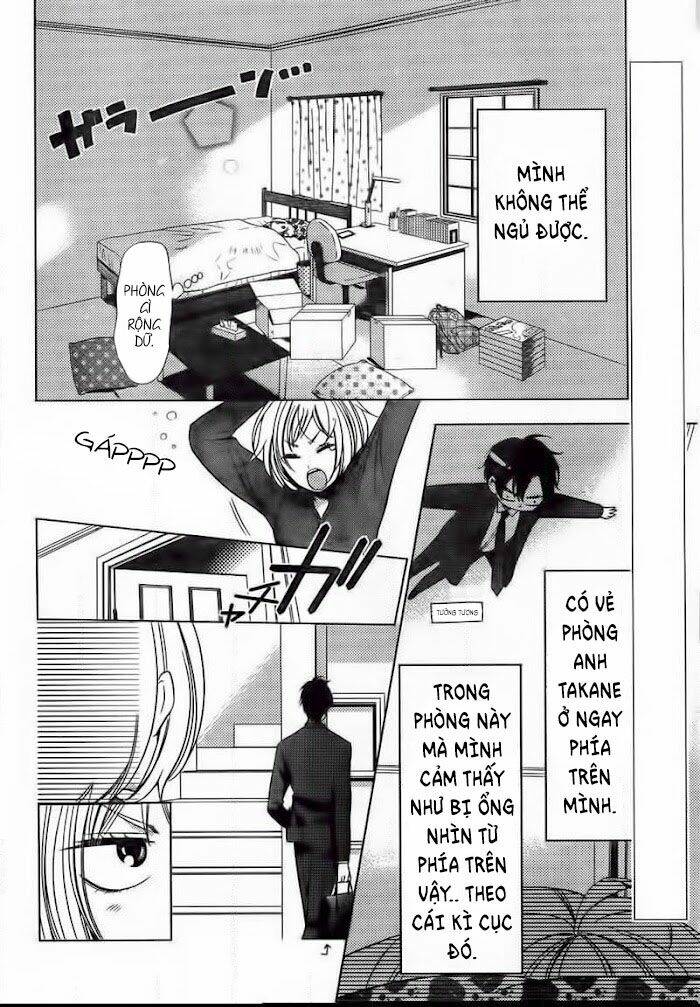 ガラーン…
MÌNH
KHÔNG THỂ
NGỦ ĐƯỢC.
PHÒNG
GÌ
RỘNG
DỮ.
GÁPPPP
TƯỞNG TƯỢNG
CÓ VẺ
PHÒNG
ANH
TAKANE
Ở NGAY
PHÍA
TRÊN
MÌNH.
TRONG
PHÒNG NÀY
MÀ MÌNH
CẢM THẤY
NHƯ BỊ ỔNG
NHÌN TỪ
PHÍA TRÊN
VẬY.. THEO
CÁI KÌ CỤC
ĐÓ.
ガチャ